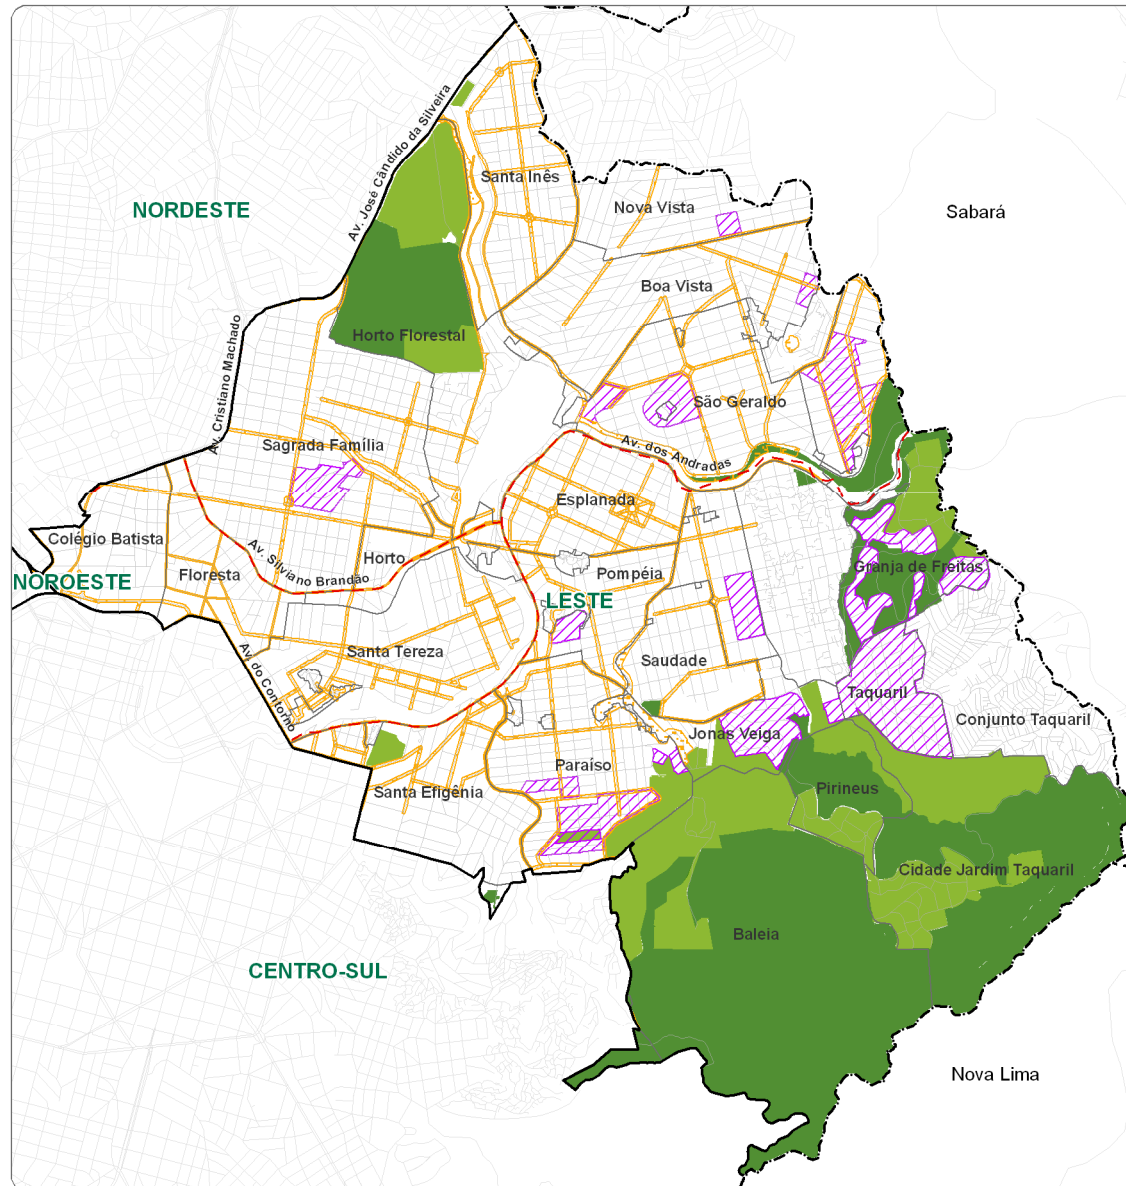 Av. José Cândido da Silveira
Santa Inês
NORDESTE
Nova Vista
Sabará
Boa Vista
Horto Florestal
Av. Cristiano Machado
São Geraldo
Sagrada Família
Av. dos Andradas
Esplanada
Colégio Batista
Av. Silviano Brandão
Horto
Granja de Freitas
Floresta
Pompéia
NOROESTE
LESTE
Santa Tereza
Saudade
Av. do Contorno
Taquaril
Conjunto Taquaril
Jonas Veiga
Paraíso
Pirineus
Santa Efigênia
Cidade Jardim Taquaril
Baleia
CENTRO-SUL
Nova Lima